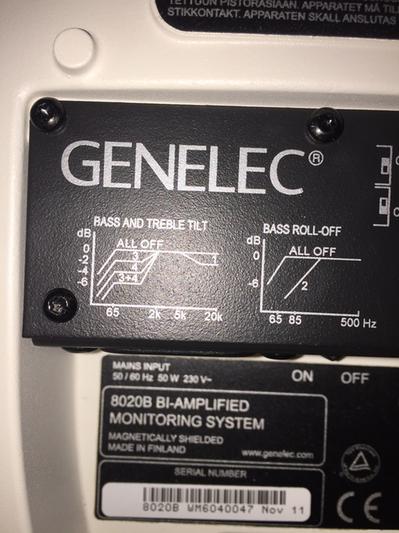 TETTUUN PISTORASIAAN. APPARATET MÅ TIL
STIKKONTAKT. APPARATEN SKALL ANSLUTAS
GENELEC®
BASS AND TREBLE TILT
dB
0
-2
-4
-6
ALL OFF
3
4
3+4
1
65 2k 5k 20k
BASS ROLL-OFF
dB
0
-6
ALL OFF
2
65 85 500 Hz
MAINS INPUT
50 / 60 Hz 50 W 230 V~
ON OFF
8020B BI-AMPLIFIED
MONITORING SYSTEM
MAGNETICALLY SHIELDED
MADE IN FINLAND
www.genelec.com
SERIAL NUMBER
8020B WM6040047 Nov 11
CE